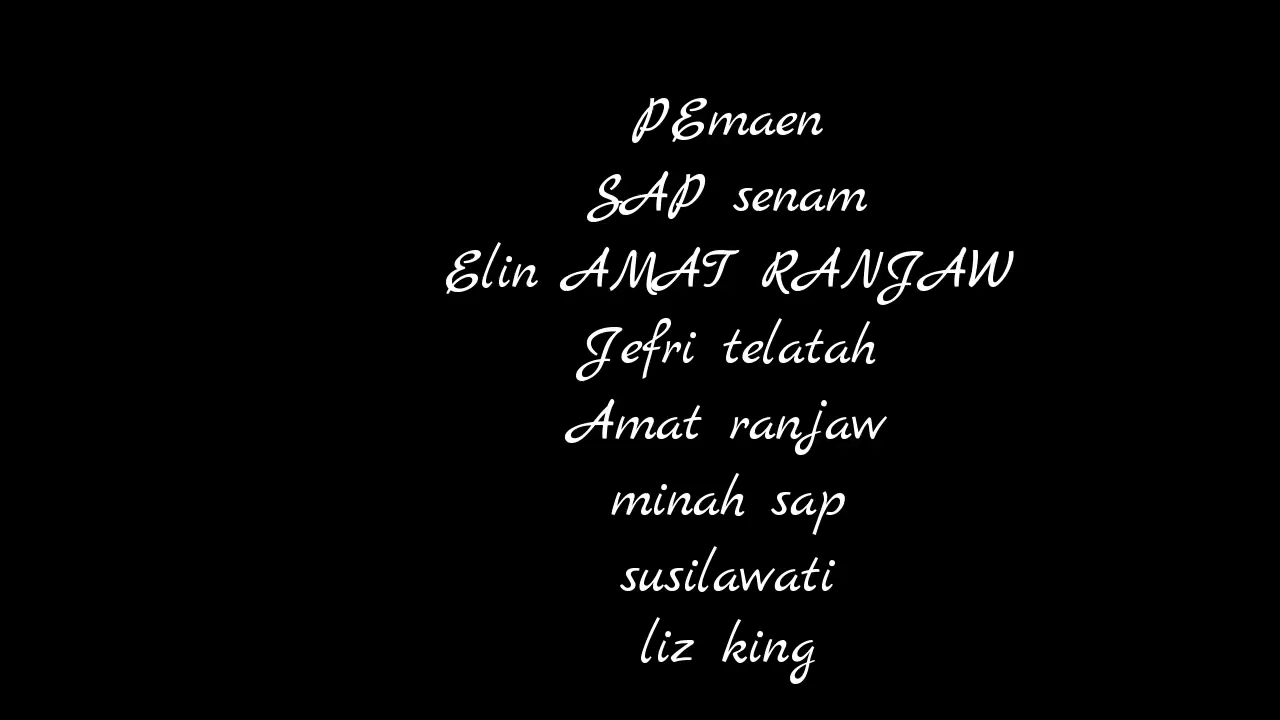 PEmaen
SAP senam
Elin AMAT RANJAW
Jefri telatah
Amat ranjaw
minah sap
susilawati
liz king